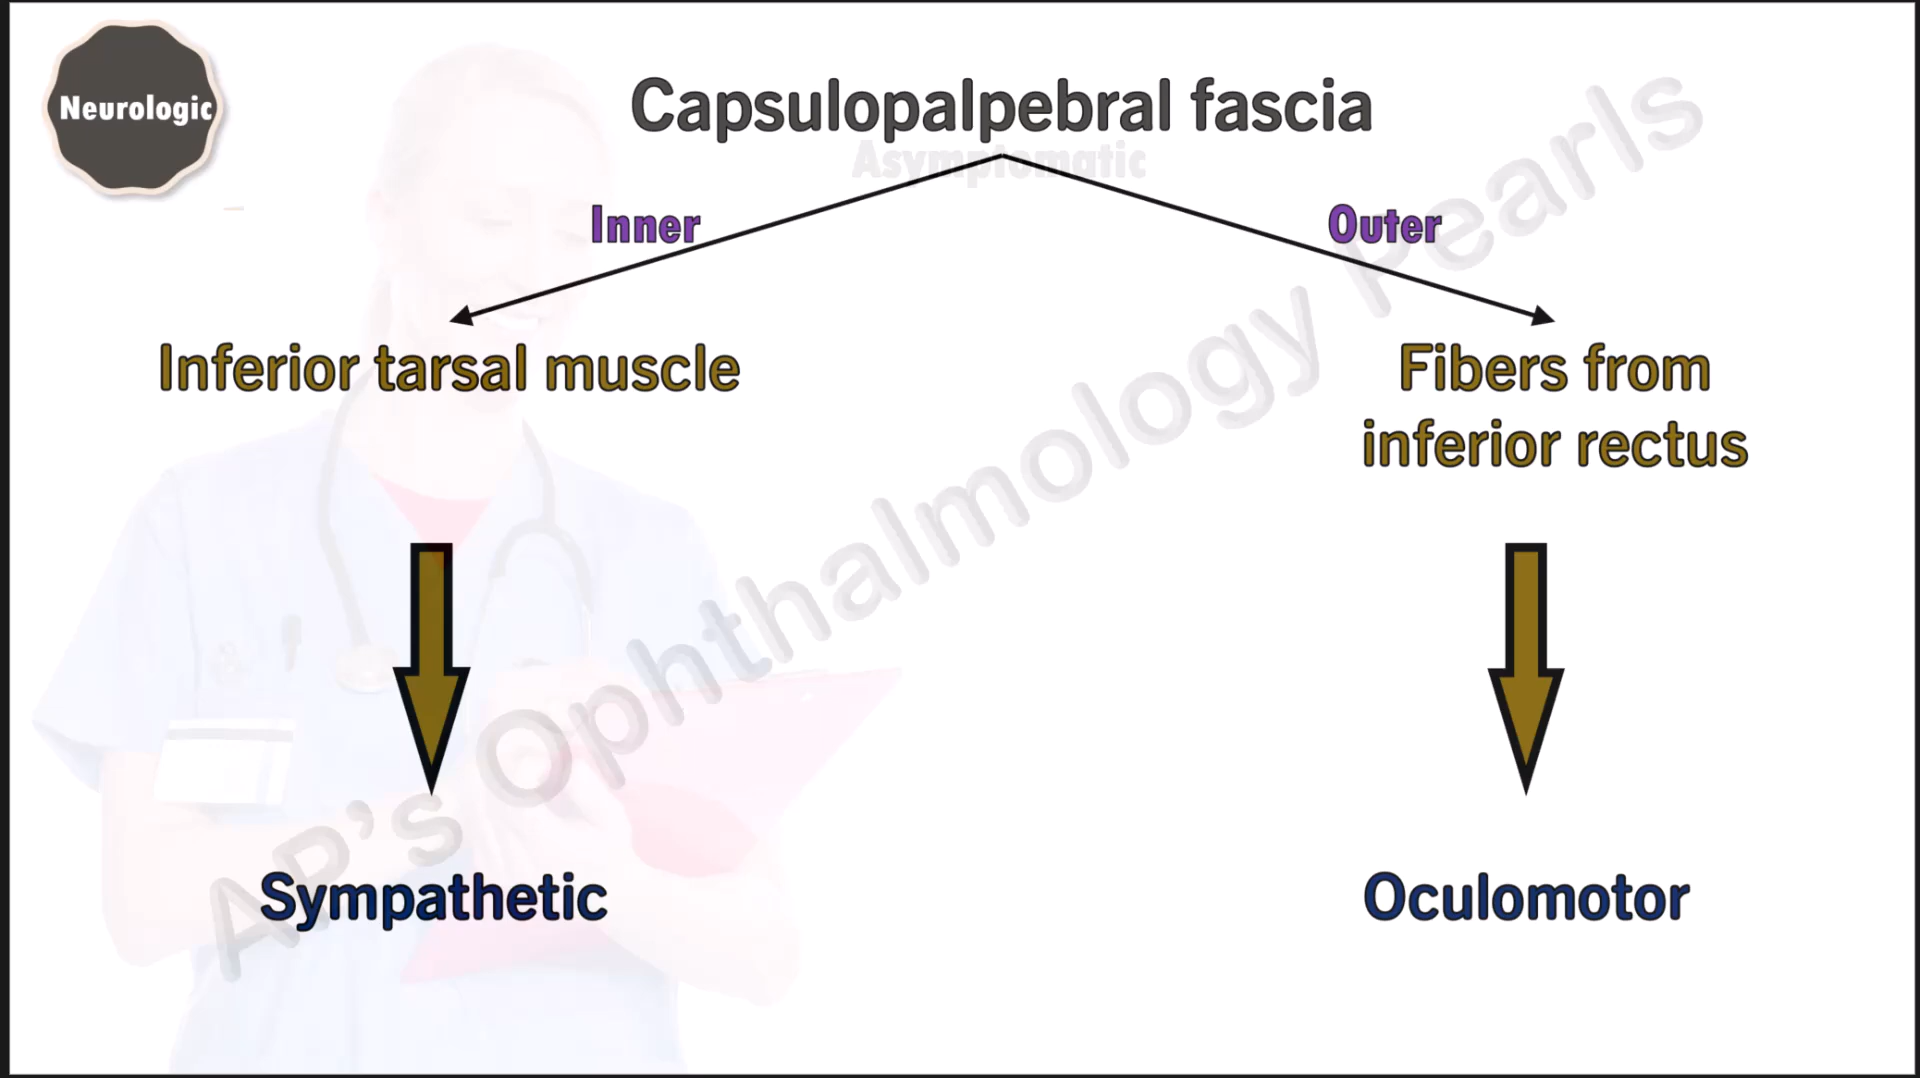 Neurologic
Capsulopalpebral fascia
Asymptomatic
Inner
Outer
Inferior tarsal muscle
Fibers from
inferior rectus
Sympathetic
Oculomotor
AP's Ophthalmology Pearls